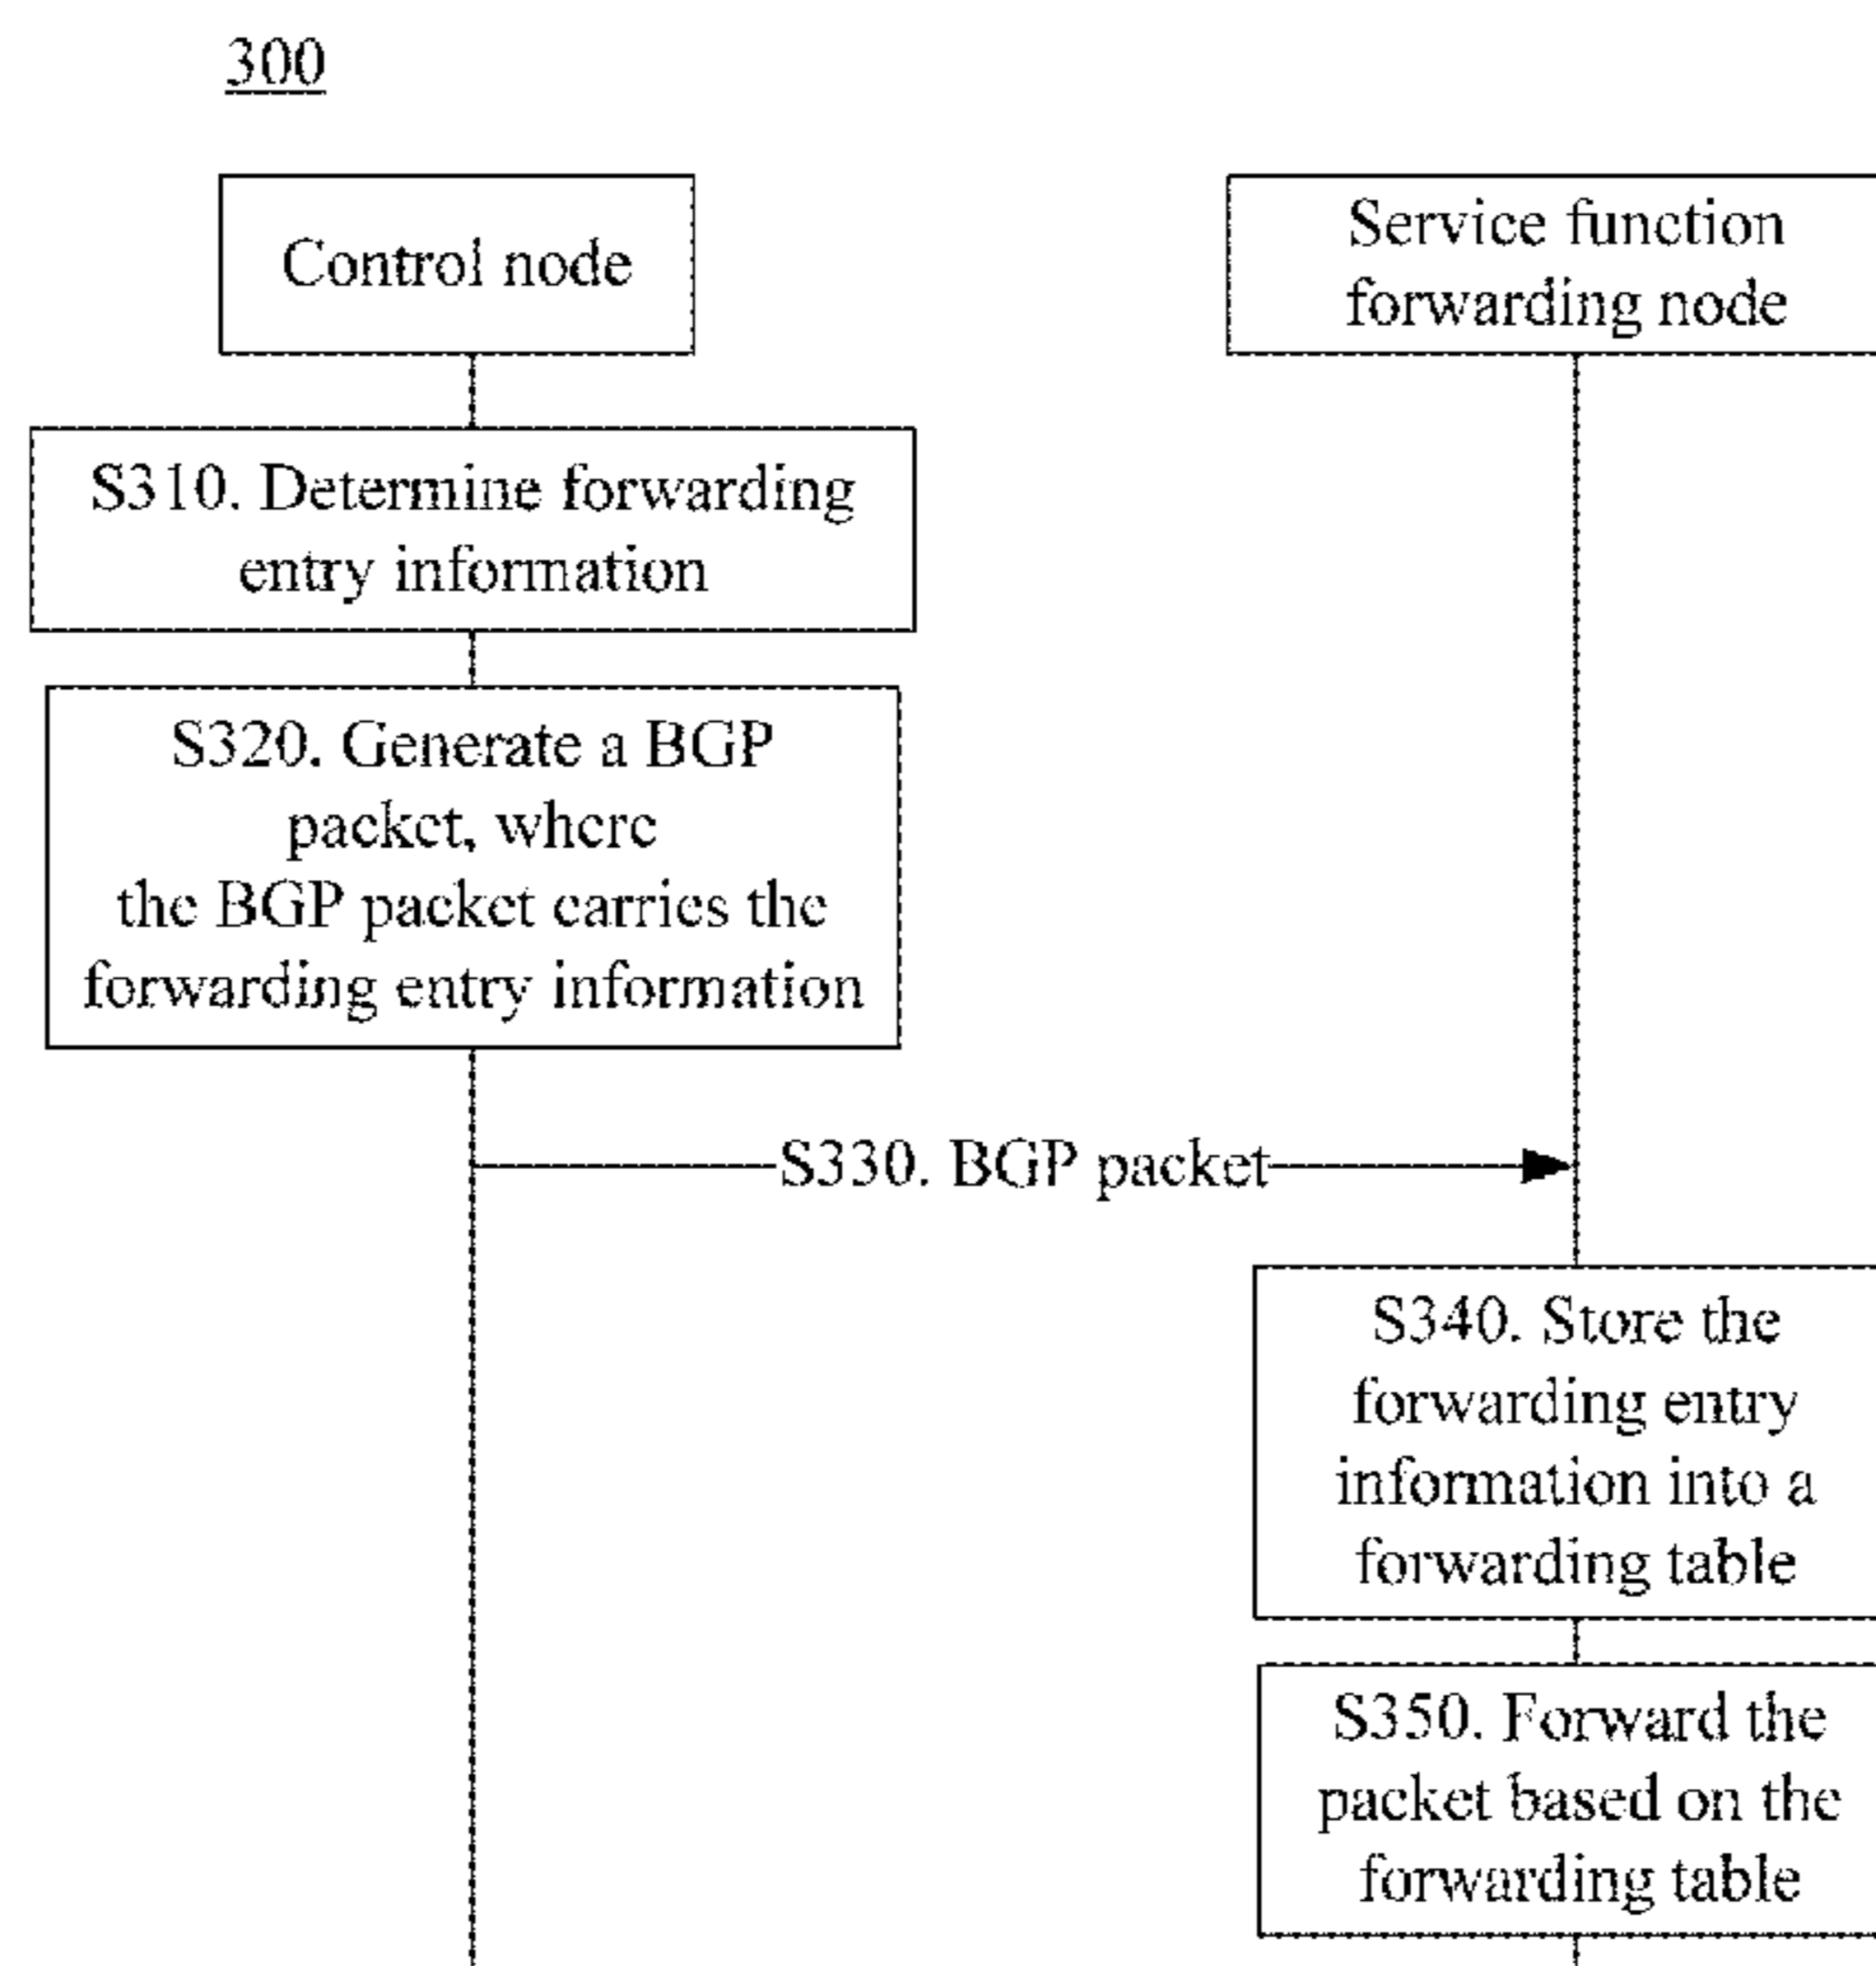 300
Control node
Service function
forwarding node
S310. Determine forwarding
entry information
S320. Generate a BGP
packet, where
the BGP packet carries the
forwarding entry information
S330. BGP packet
S340. Store the
forwarding entry
information into a
forwarding table
S350. Forward the
packet based on the
forwarding table